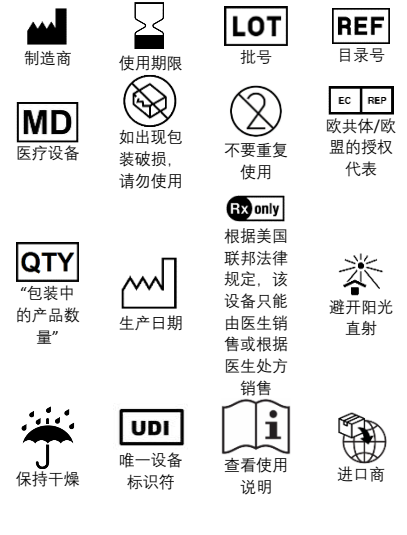 制造商
使用期限
LOT
批号
REF
目录号
MD
医疗设备
如出现包
装破损，
请勿使用
2
不要重复
使用
EC REP
欧共体/欧
盟的授权
代表
QTY
“包装中
的产品数
量”
生产日期
Rx only
根据美国
联邦法律
规定，该
设备只能
由医生销
售或根据
医生处方
销售
避开阳光
直射
保持干燥
UDI
唯一设备
标识符
i
查看使用
说明
进口商